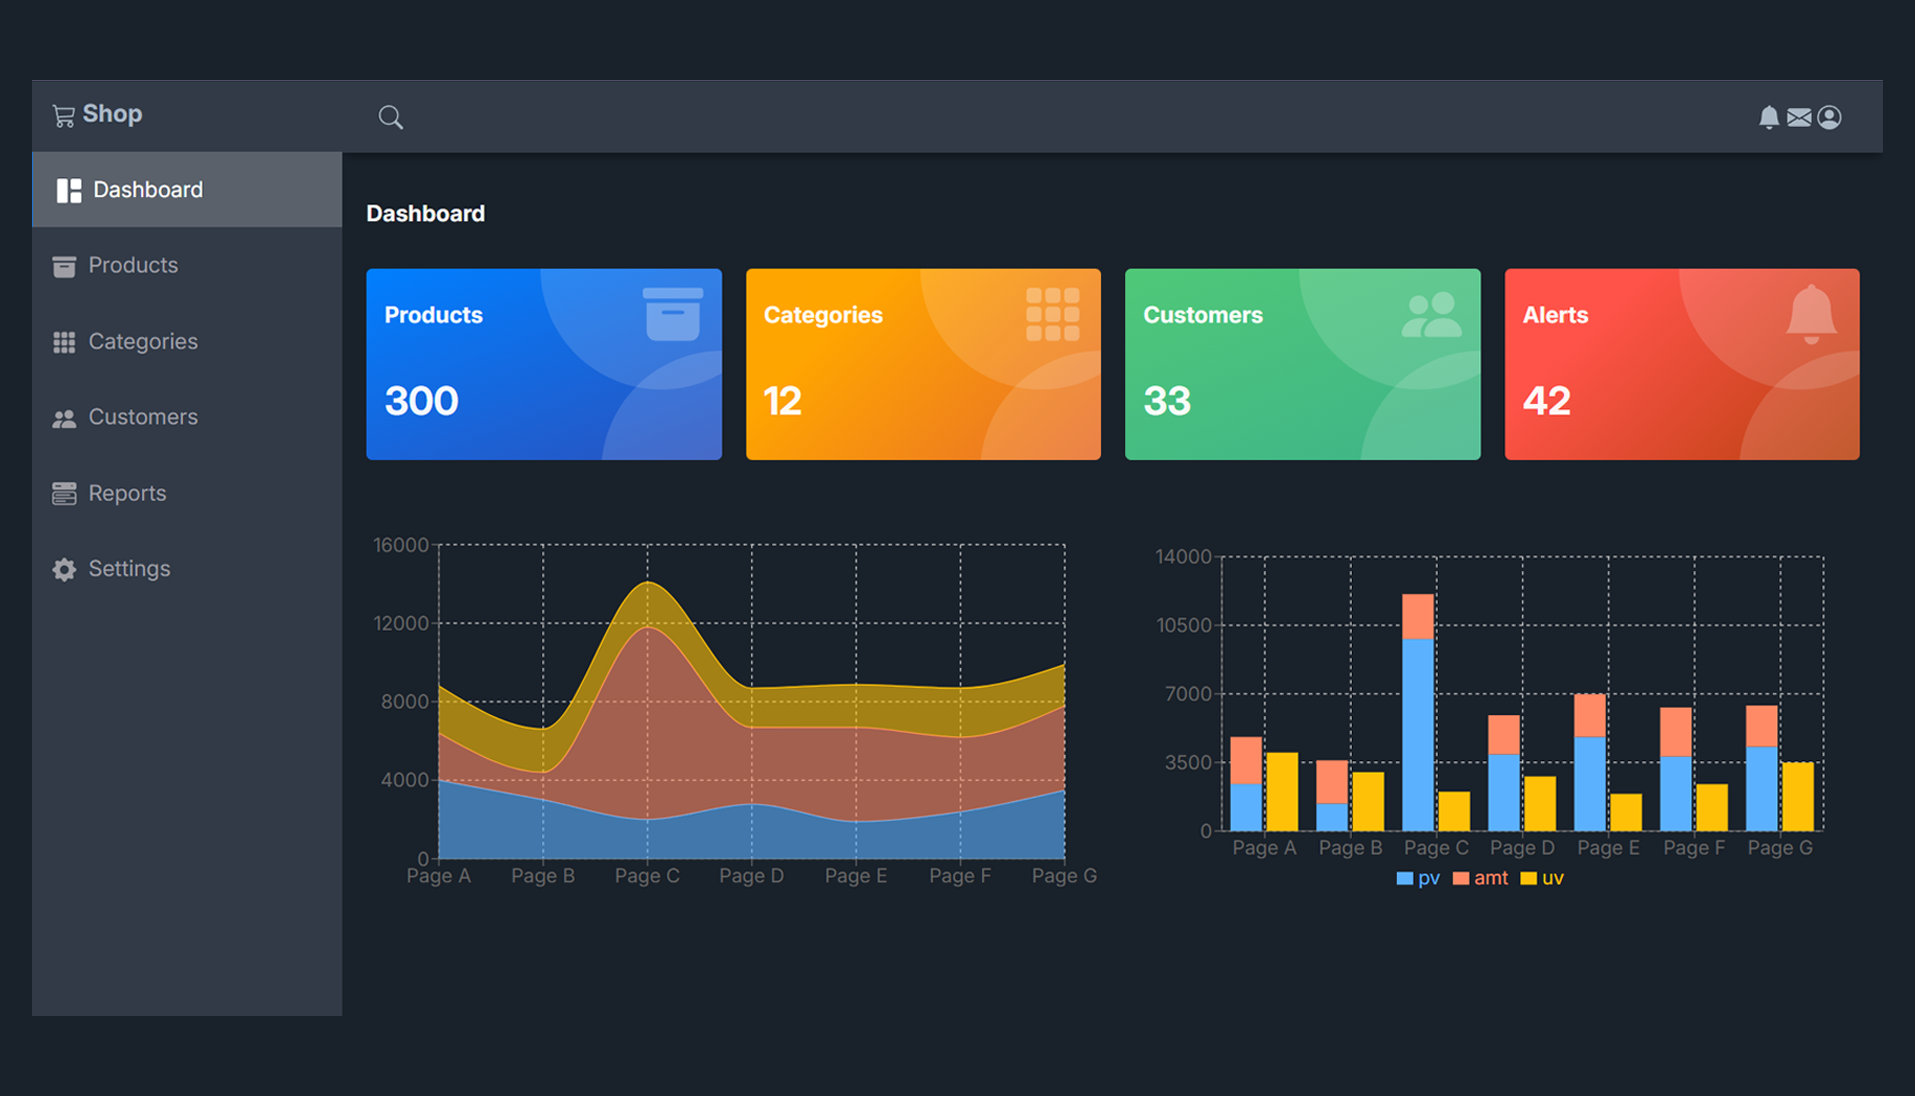 Shop
Dashboard
Products
Categories
Customers
Reports
Settings
Dashboard
Products
300
Categories
12
Customers
33
Alerts
42
16000
12000
8000
4000
0
Page A Page B Page C Page D Page E Page F Page G
14000
10500
7000
3500
0
Page A Page B Page C Page D Page E Page F Page G
pv amt uv